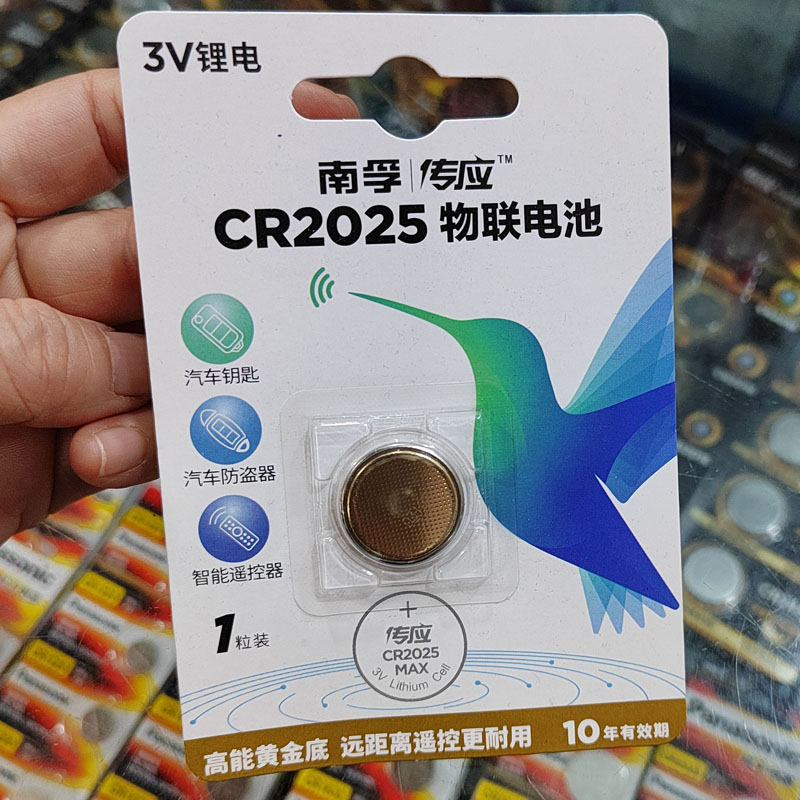 3V锂电
南孚 传应™
CR2025 物联电池
汽车钥匙
汽车防盗器
智能遥控器
1粒装
+
传应
CR2025
MAX
3V Lithium Cell
高能黄金底 远距离遥控更耐用 10年有效期
Panasonic
Panasonic